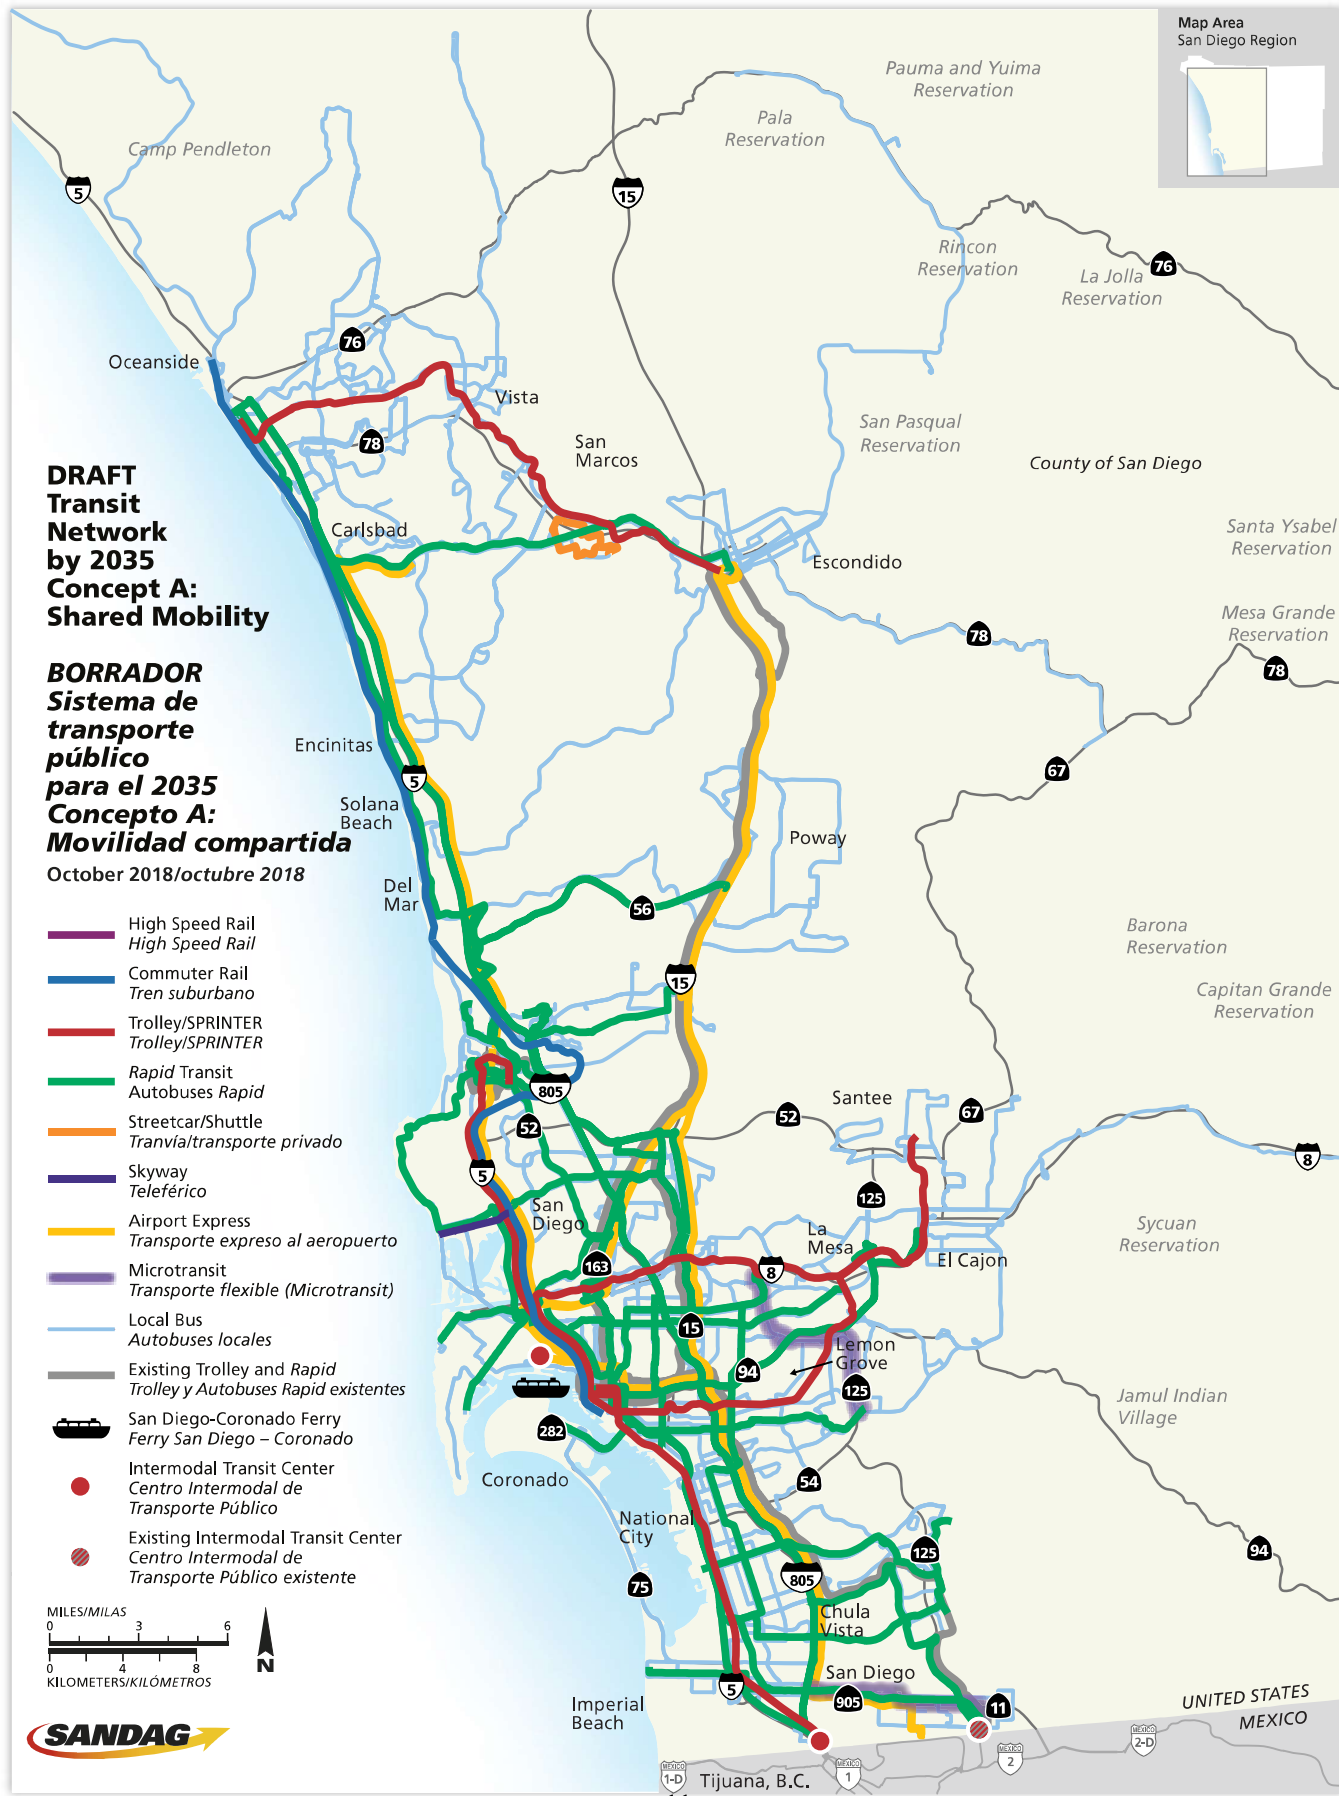 Map Area
San Diego Region
Pauma and Yuima
Reservation
Pala
Reservation
Camp Pendleton
5
15
Rincon
Reservation
La Jolla
Reservation
76
76
Oceanside
Vista
San Pasqual
Reservation
78
San
Marcos
County of San Diego
DRAFT
Transit
Network
by 2035
Concept A:
Shared Mobility
Carlsbad
Santa Ysabel
Reservation
Escondido
Mesa Grande
Reservation
78
78
BORRADOR
Sistema de
transporte
público
para el 2035
Concepto A:
Movilidad compartida
October 2018/octubre 2018
Encinitas
5
67
Solana
Beach
Poway
Del
Mar
56
Barona
Reservation
15
Capitan Grande
Reservation
805
Santee
52
67
52
8
5
125
San
Diego
La
Mesa
Sycuan
Reservation
163
8
El Cajon
15
Lemon
Grove
94
125
Jamul Indian
Village
282
Coronado
54
National
City
125
94
805
75
Chula
Vista
San Diego
5
905
11
Imperial
Beach
UNITED STATES
MEXICO
MEXICO
1-D
Tijuana, B.C.
MEXICO
1
MEXICO
2
MEXICO
2-D
High Speed Rail
High Speed Rail
Commuter Rail
Tren suburbano
Trolley/SPRINTER
Trolley/SPRINTER
Rapid Transit
Autobuses Rapid
Streetcar/Shuttle
Tranvía/transporte privado
Skyway
Teleférico
Airport Express
Transporte expreso al aeropuerto
Microtransit
Transporte flexible (Microtransit)
Local Bus
Autobuses locales
Existing Trolley and Rapid
Trolley y Autobuses Rapid existentes
San Diego-Coronado Ferry
Ferry San Diego – Coronado
Intermodal Transit Center
Centro Intermodal de
Transporte Público
Existing Intermodal Transit Center
Centro Intermodal de
Transporte Público existente
MILES/MILAS
0 3 6
0 4 8
KILOMETERS/KILÓMETROS
N
SANDAG